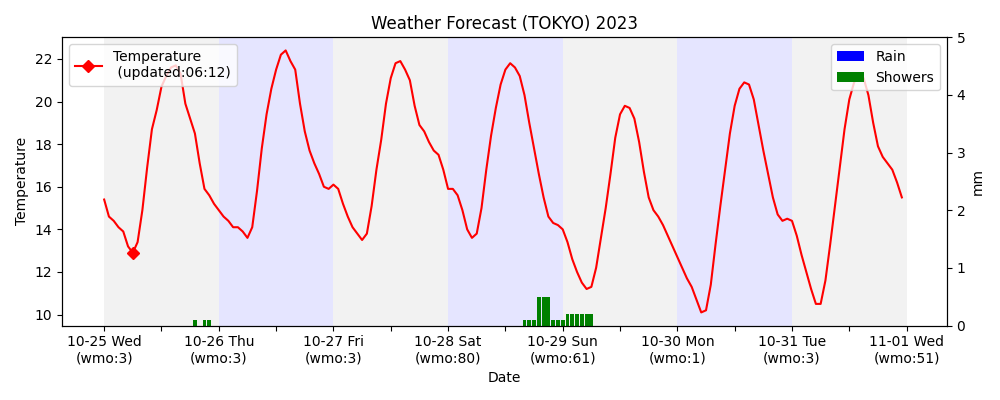 Weather Forecast (TOKYO) 2023
Temperature
(updated:06:12)
Rain
Showers
Temperature
22
20
18
16
14
12
10
5
4
3
2
1
0
mm
10-25 Wed
(wmo:3)
10-26 Thu
(wmo:3)
10-27 Fri
(wmo:3)
10-28 Sat
(wmo:80)
10-29 Sun
(wmo:61)
10-30 Mon
(wmo:1)
10-31 Tue
(wmo:3)
11-01 Wed
(wmo:51)
Date